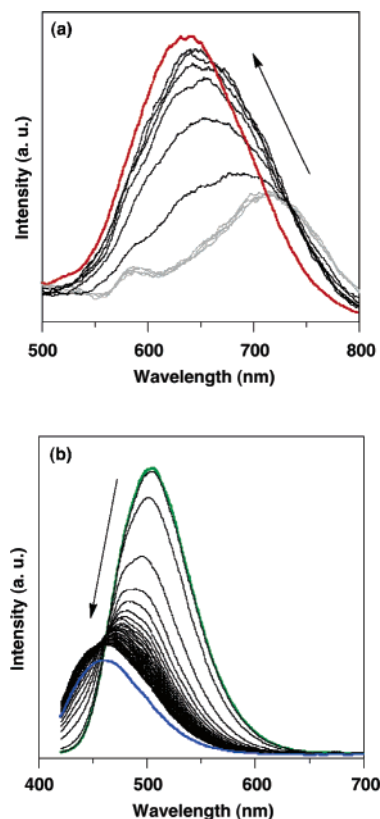 (a)
Intensity (a. u.)
500 600 700 800
Wavelength (nm)
(b)
Intensity (a. u.)
400 500 600 700
Wavelength (nm)